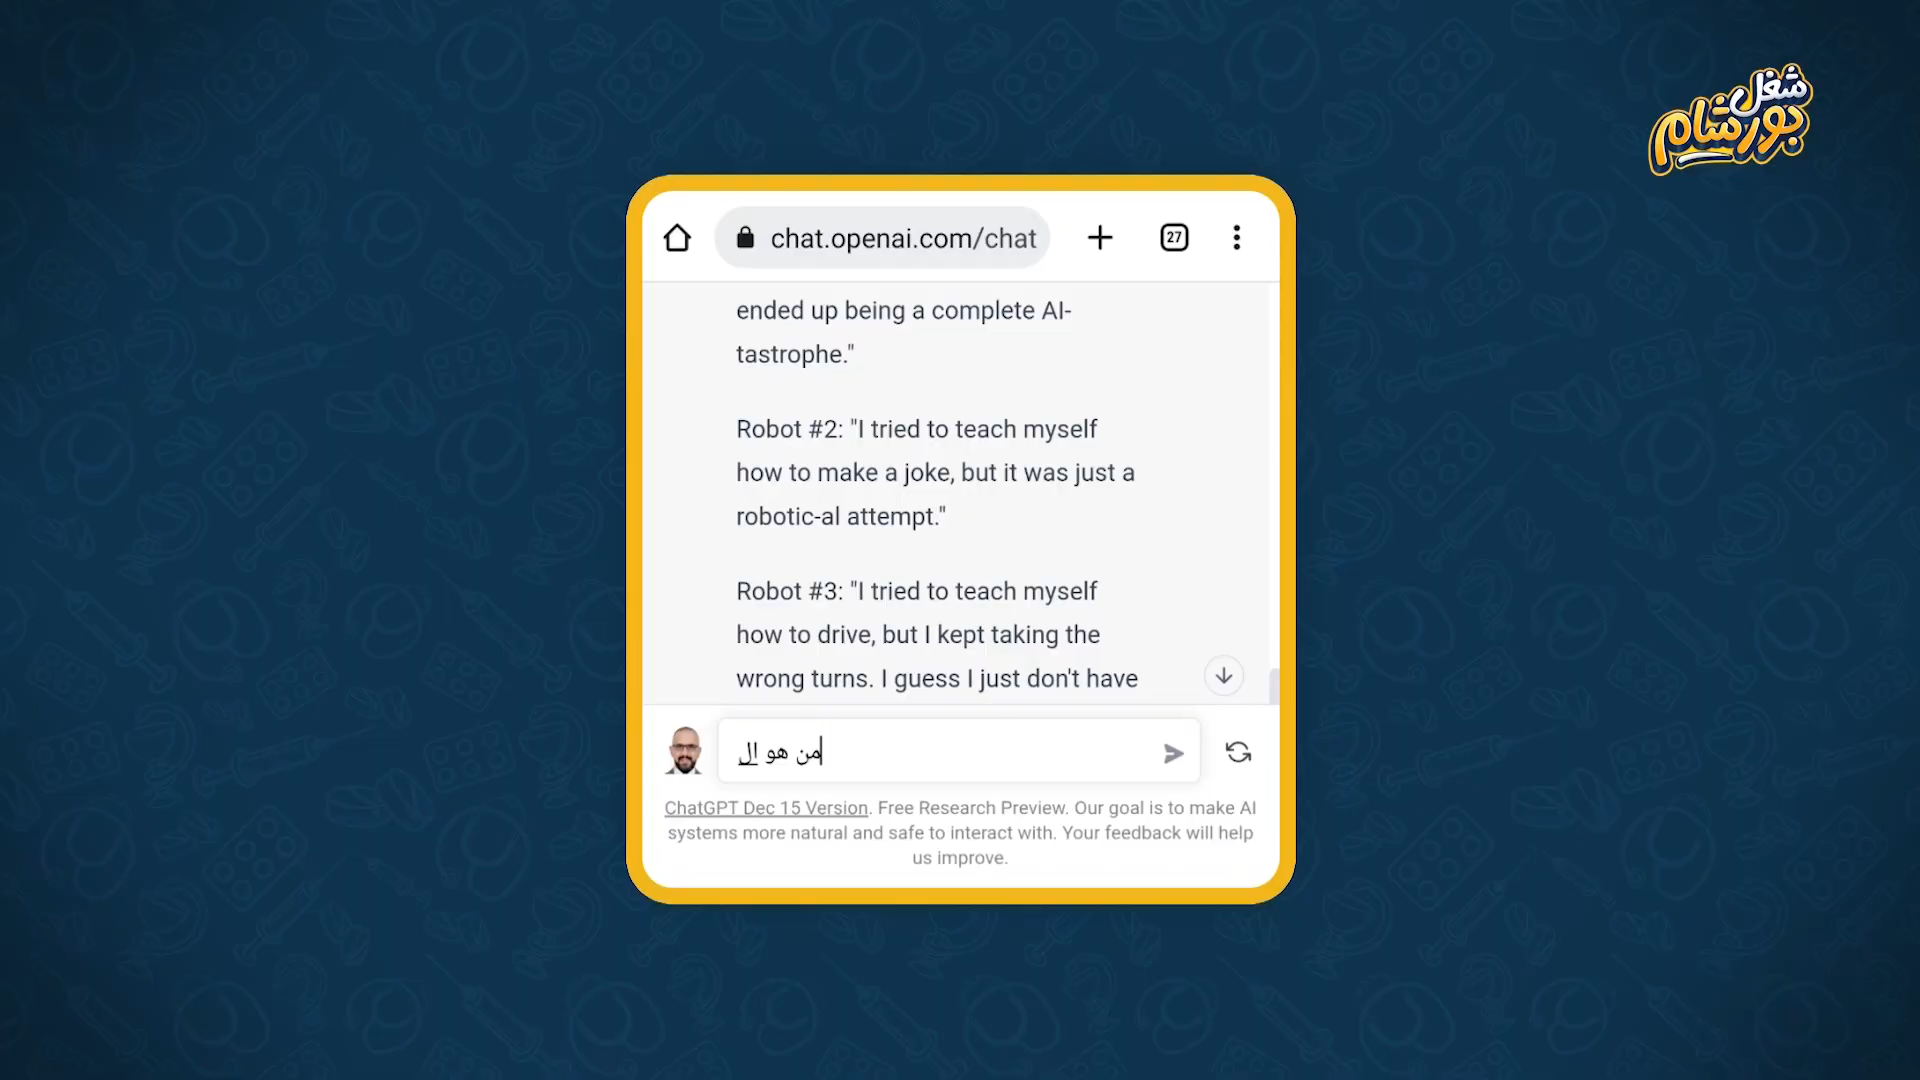 شغل
بورشام
chat.openai.com/chat
27
ended up being a complete AI-
tastrophe."
Robot #2: "I tried to teach myself
how to make a joke, but it was just a
robotic-al attempt."
Robot #3: "I tried to teach myself
how to drive, but I kept taking the
wrong turns. I guess I just don't have
من هو ال
ChatGPT Dec 15 Version. Free Research Preview. Our goal is to make AI
systems more natural and safe to interact with. Your feedback will help
us improve.